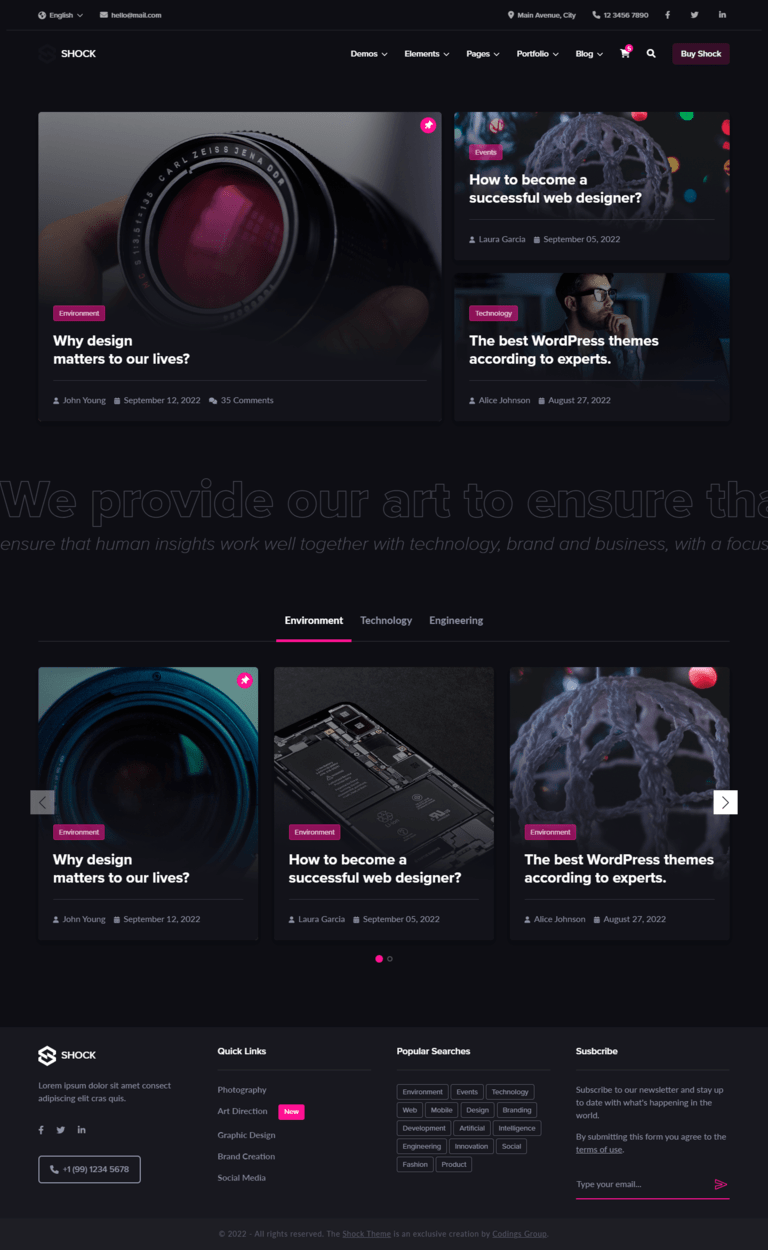 English
hello@mail.com
Main Avenue, City
12 3456 7890
SHOCK
Demos
Elements
Pages
Portfolio
Blog
Buy Shock
CARL ZEISS JENA DDR
Environment
Why design
matters to our lives?
John Young
September 12, 2022
35 Comments
Events
How to become a
successful web designer?
Laura Garcia
September 05, 2022
Technology
The best WordPress themes
according to experts.
Alice Johnson
August 27, 2022
We provide our art to ensure tha
ensure that human insights work well together with technology, brand and business, with a focus
Environment
Technology
Engineering
Environment
Why design
matters to our lives?
John Young
September 12, 2022
Environment
How to become a
successful web designer?
Laura Garcia
September 05, 2022
Environment
The best WordPress themes
according to experts.
Alice Johnson
August 27, 2022
SHOCK
Lorem ipsum dolor sit amet consect
adipiscing elit cras quis.
+1 (99) 1234 5678
Quick Links
Photography
Art Direction New
Graphic Design
Brand Creation
Social Media
Popular Searches
Environment Events Technology
Web Mobile Design Branding
Development Artificial Intelligence
Engineering Innovation Social
Fashion Product
Susbcribe
Subscribe to our newsletter and stay up
to date with what's happening in the
world.
By submitting this form you agree to the
terms of use.
Type your email...
© 2022 - All rights reserved. The Shock Theme is an exclusive creation by Codings Group.